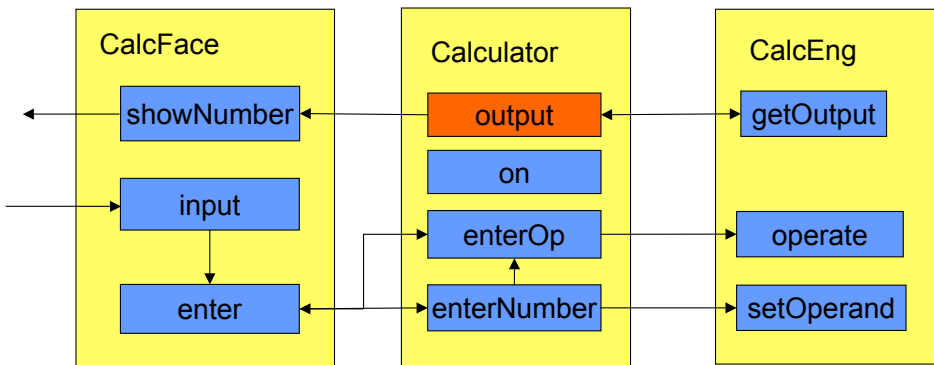 CalcFace
showNumber
input
enter
Calculator
output
on
enterOp
enterNumber
CalcEng
getOutput
operate
setOperand